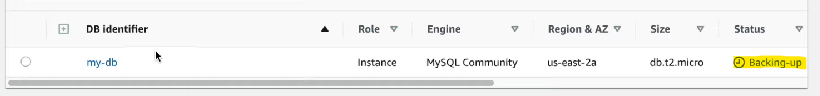 DB identifier Role Engine Region & AZ Size Status
my-db Instance MySQL Community us-east-2a db.t2.micro Backing-up